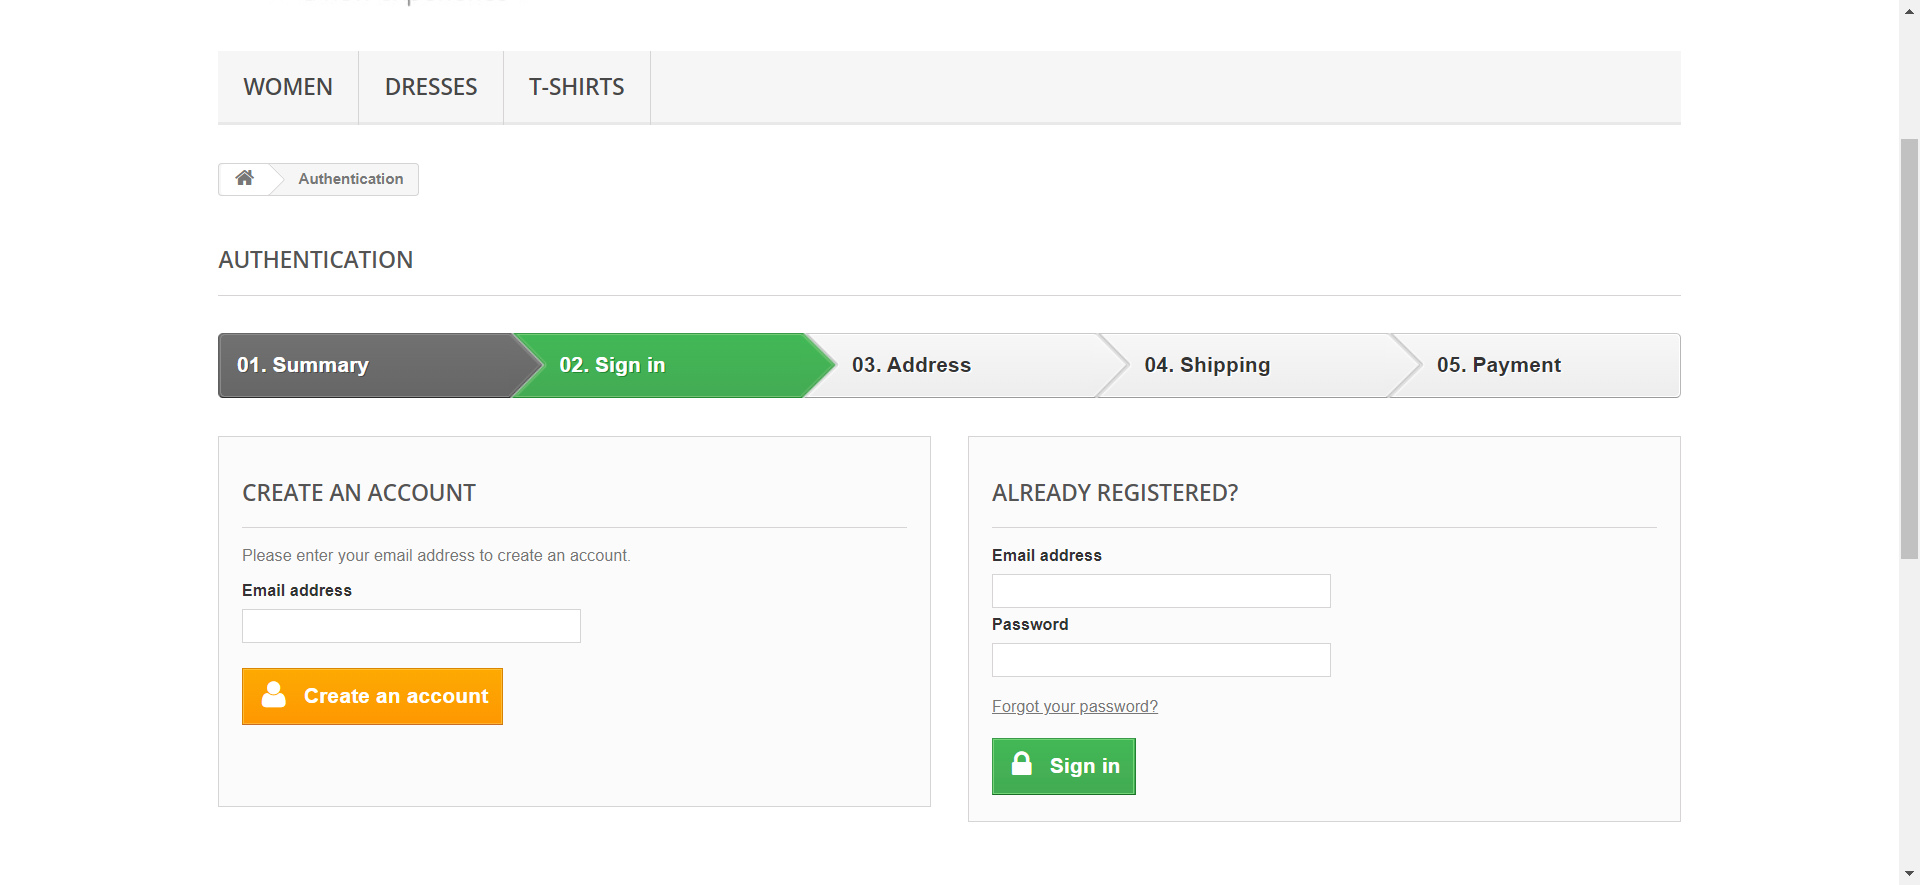 WOMEN DRESSES T-SHIRTS
Authentication
AUTHENTICATION
01. Summary 02. Sign in 03. Address 04. Shipping 05. Payment
CREATE AN ACCOUNT
Please enter your email address to create an account.
Email address
Create an account
ALREADY REGISTERED?
Email address
Password
Forgot your password?
Sign in